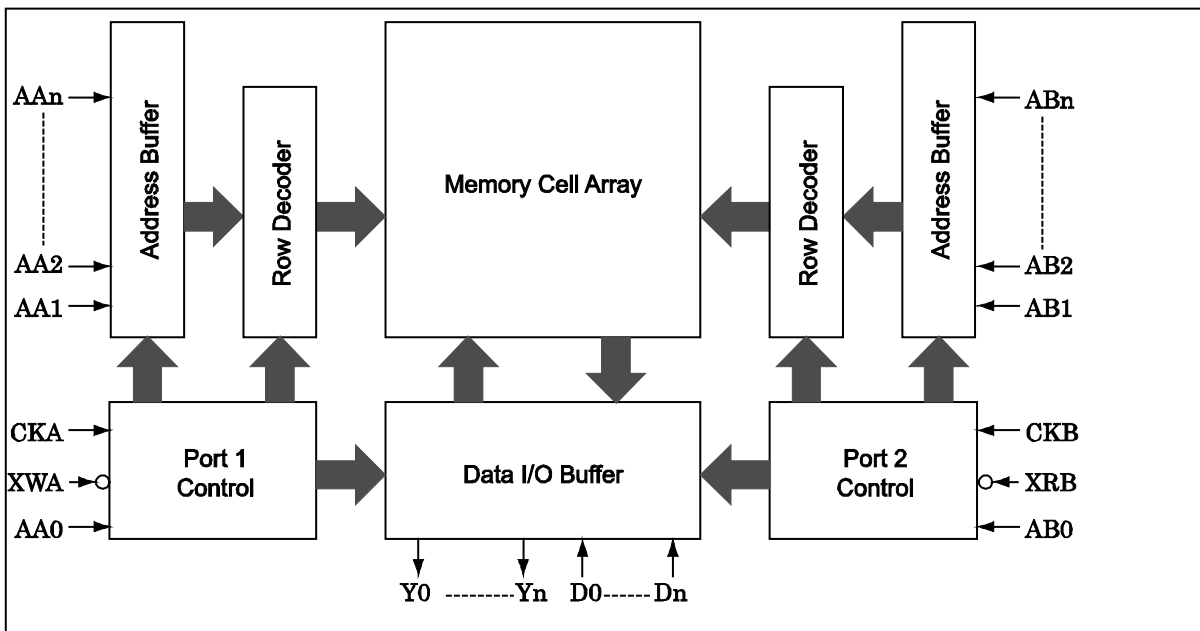 AAn
AA2
AA1
Address Buffer
Row Decoder
Memory Cell Array
Row Decoder
Address Buffer
ABn
AB2
AB1
CKA
XWA
AA0
Port 1
Control
Data I/O Buffer
Port 2
Control
CKB
XRB
AB0
Y0
Yn
D0
Dn